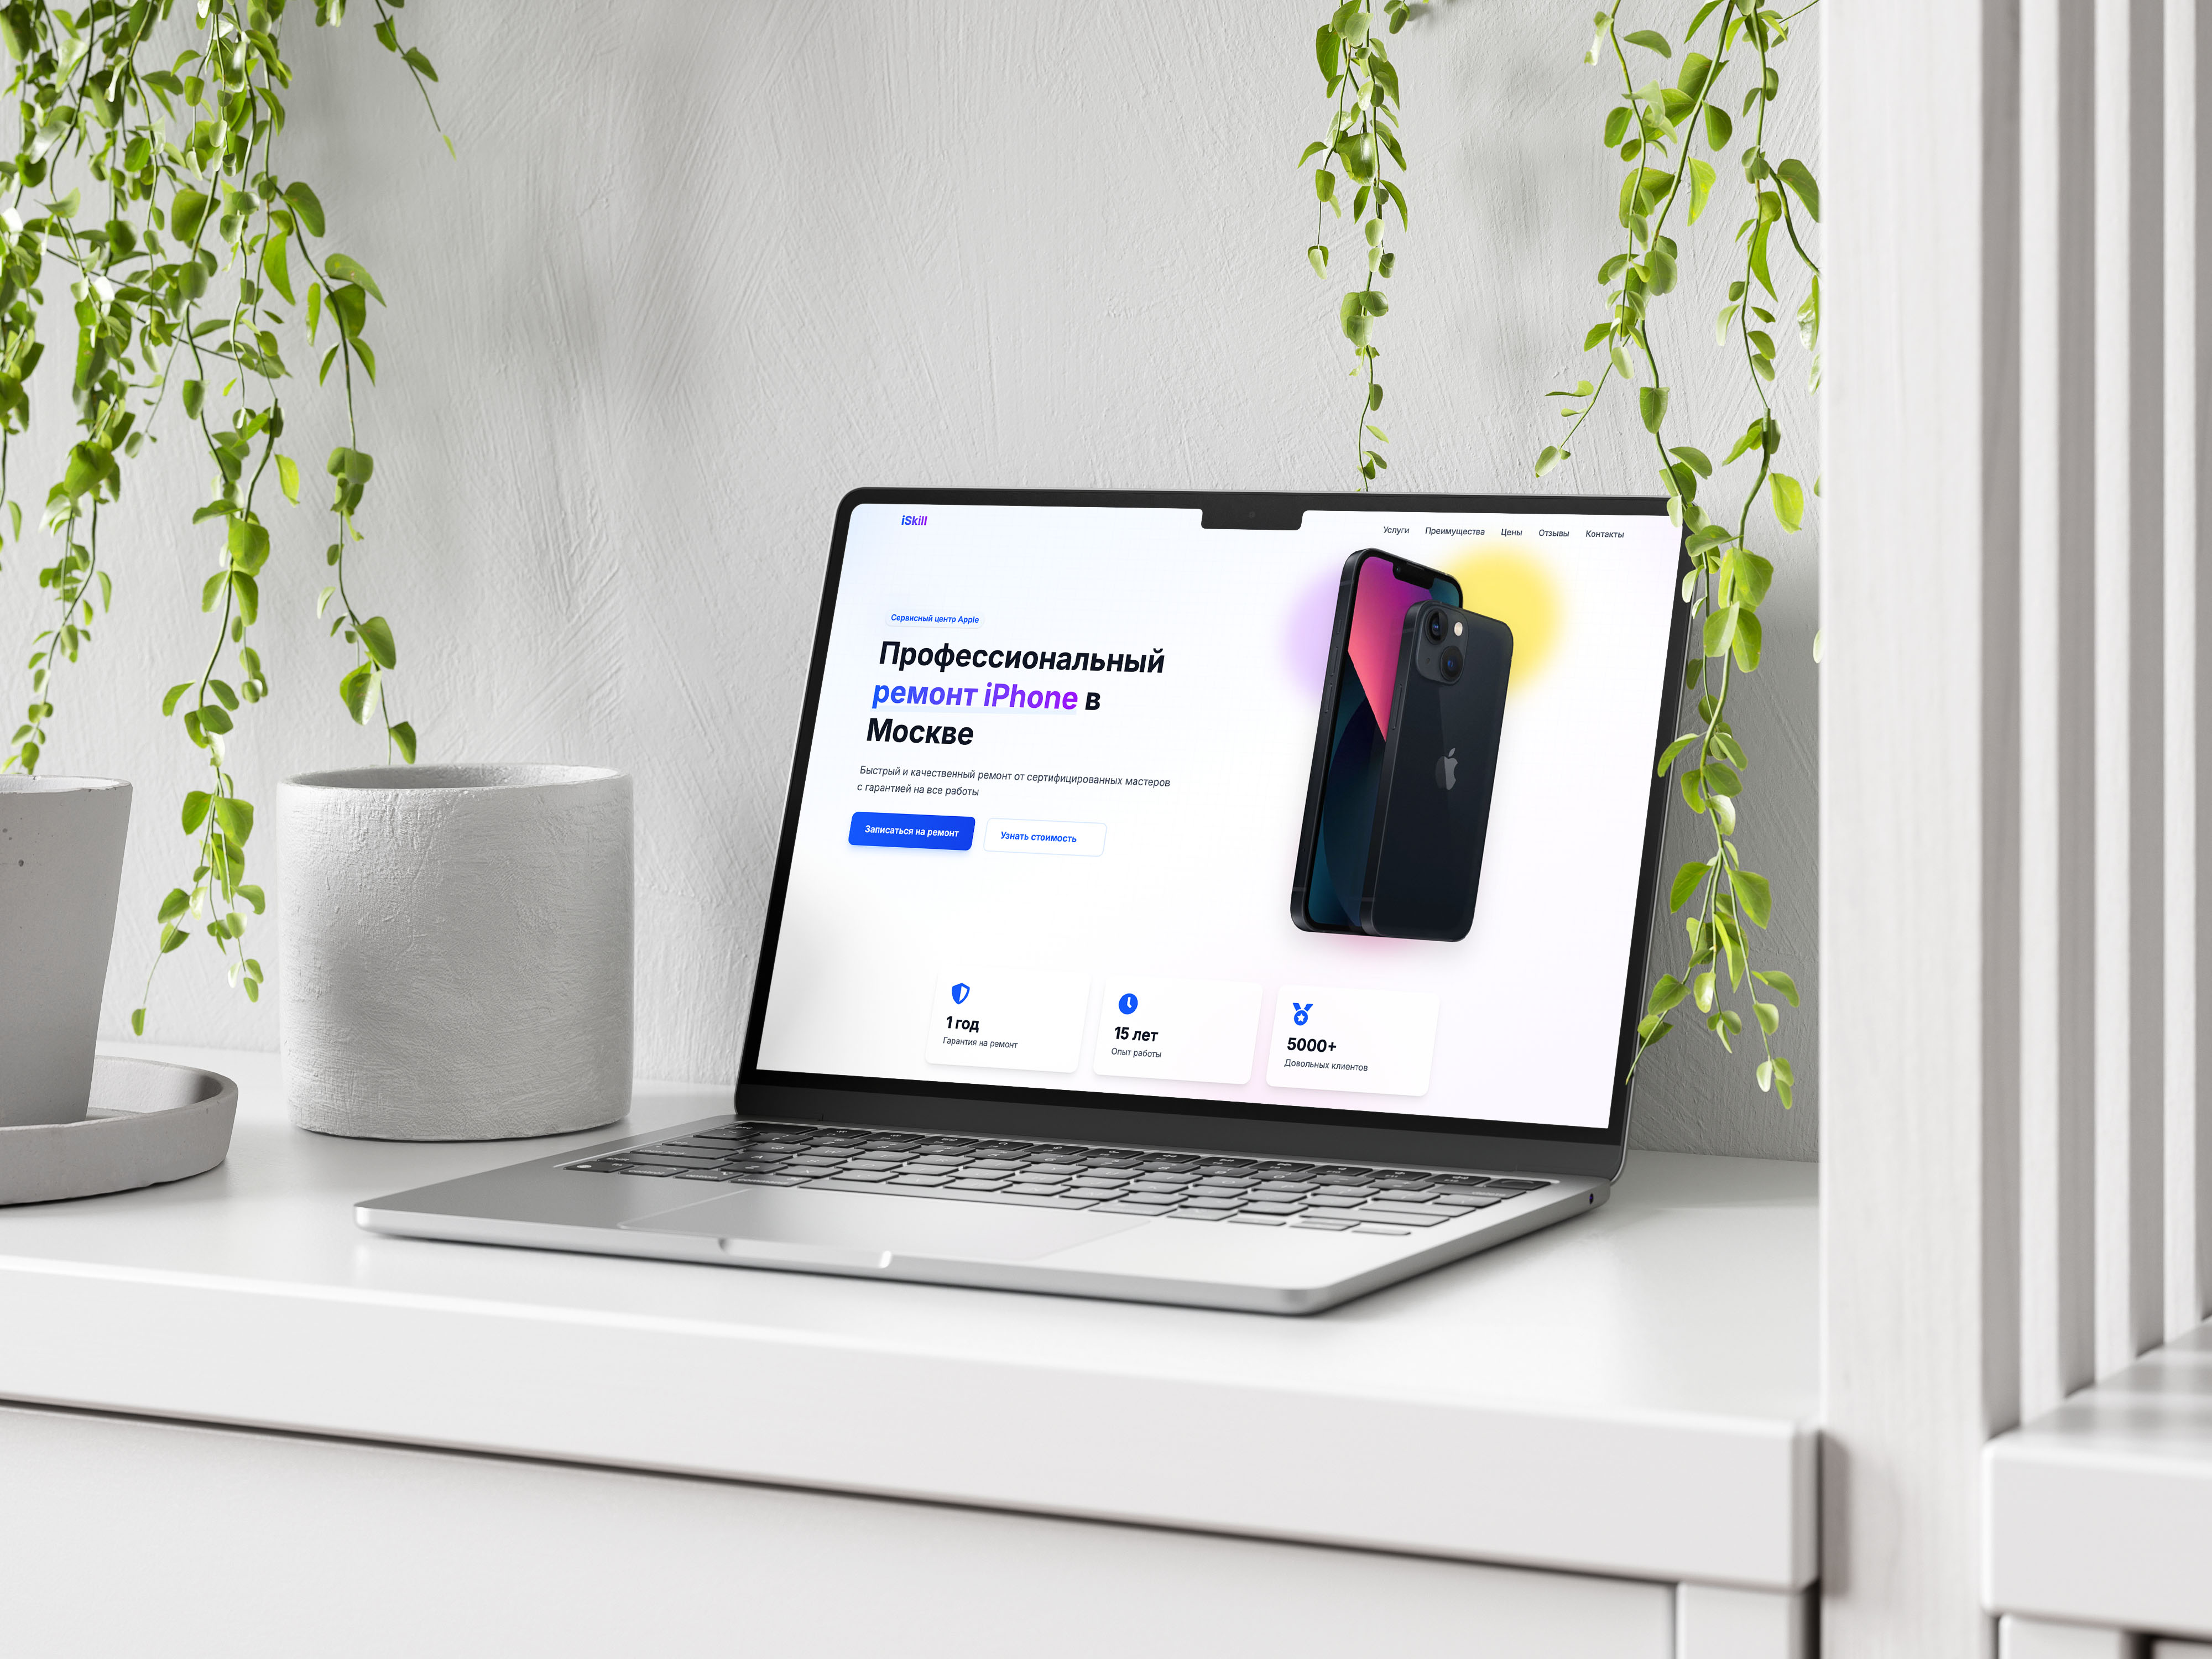 iSkill
Услуги Преимущества Цены Отзывы Контакты
Сервисный центр Apple
Профессиональный
ремонт iPhone в
Москве
Быстрый и качественный ремонт от сертифицированных мастеров
с гарантией на все работы
Записаться на ремонт Узнать стоимость
1 год
Гарантия на ремонт
15 лет
Опыт работы
5000+
Довольных клиентов